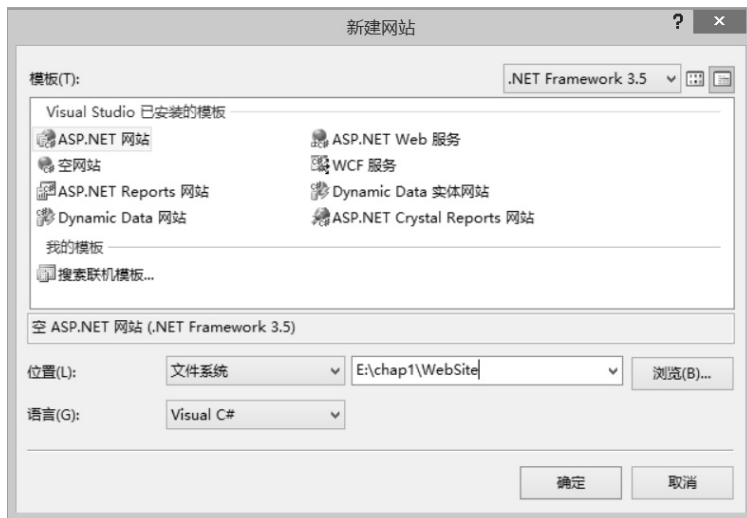 新建网站
? ×
模板(T):
.NET Framework 3.5
Visual Studio 已安装的模板
ASP.NET 网站
ASP.NET Web 服务
空网站
WCF 服务
ASP.NET Reports 网站
Dynamic Data 实体网站
Dynamic Data 网站
ASP.NET Crystal Reports 网站
我的模板
搜索联机模板...
空 ASP.NET 网站 (.NET Framework 3.5)
位置(L):
文件系统
E:\chap1\WebSite
浏览(B)...
语言(G):
Visual C#
确定
取消